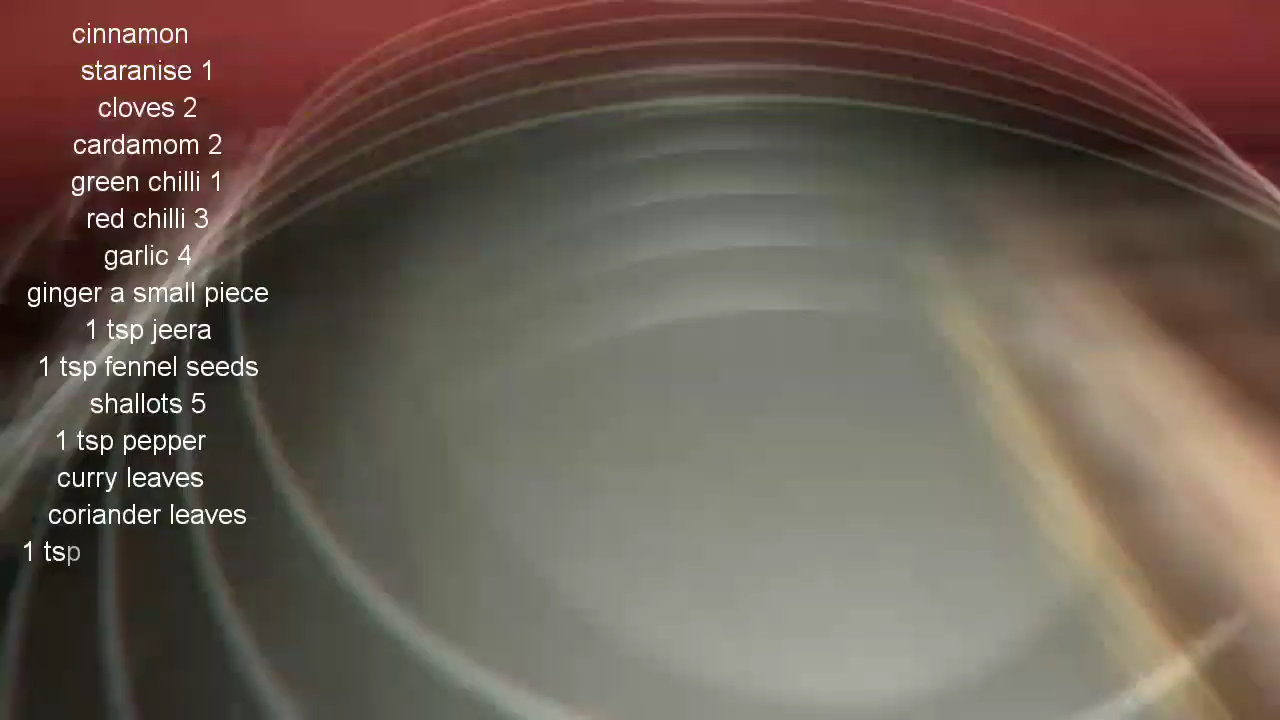 cinnamon
staranise 1
cloves 2
cardamom 2
green chilli 1
red chilli 3
garlic 4
ginger a small piece
1 tsp jeera
1 tsp fennel seeds
shallots 5
1 tsp pepper
curry leaves
coriander leaves
1 tsp